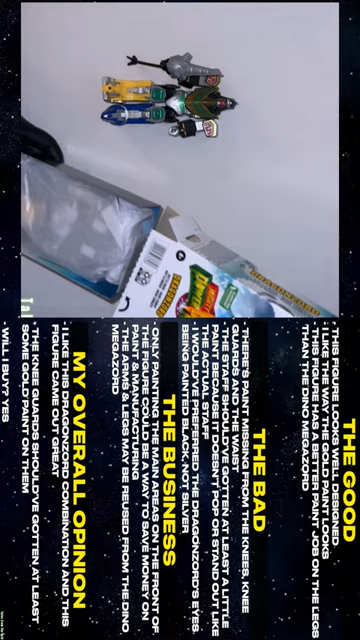 THE GOOD
• THIS FIGURE LOOKS WELL DESIGNED
• I LIKE THE WAY THE GOLD PAINT LOOKS
• THIS FIGURE HAS A BETTER PAINT JOB ON THE LEGS
THAN THE DINO MEGAZORD
THE BAD
• THERE'S PAINT MISSING FROM THE KNEES, KNEE
GUARDS & THE WAIST
• THE STAFF SHOULD'VE GOTTEN AT LEAST A LITTLE
PAINT BECAUSE IT DOESN'T POP OR STAND OUT LIKE
THE ACTUAL STAFF
• I WOULD'VE PREFERRED THE DRAGONZORD'S EYES
BEING PAINTED BLACK, NOT SILVER
THE BUSINESS
• ONLY PAINTING THE MAIN AREAS ON THE FRONT OF
THE FIGURE COULD BE A WAY TO SAVE MONEY ON
PAINT & MANUFACTURING
• THE ARMS & LEGS MAY BE REUSED FROM THE DINO
MEGAZORD
MY OVERALL OPINION
• I LIKE THIS DRAGONZORD COMBINATION AND THIS
FIGURE CAME OUT GREAT
• THE KNEE GUARDS SHOULD'VE GOTTEN AT LEAST
SOME GOLD PAINT ON THEM
• WILL I BUY? YES